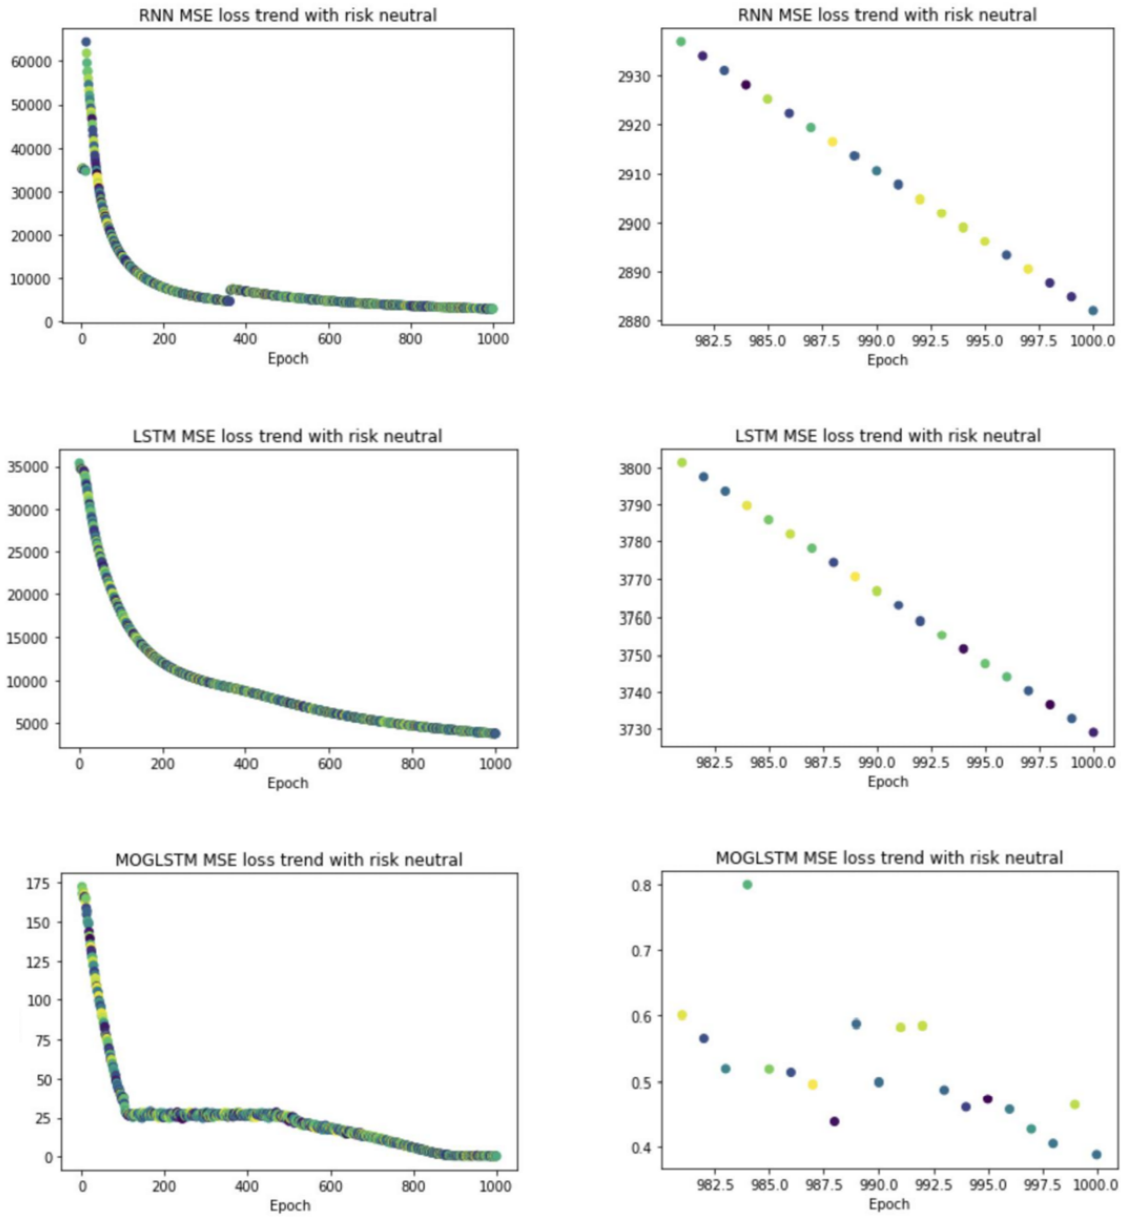 RNN MSE loss trend with risk neutral
60000
50000
40000
30000
20000
10000
0
0 200 400 600 800 1000
Epoch
RNN MSE loss trend with risk neutral
2930
2920
2910
2900
2890
2880
982.5 985.0 987.5 990.0 992.5 995.0 997.5 1000.0
Epoch
LSTM MSE loss trend with risk neutral
35000
30000
25000
20000
15000
10000
5000
0 200 400 600 800 1000
Epoch
LSTM MSE loss trend with risk neutral
3800
3790
3780
3770
3760
3750
3740
3730
982.5 985.0 987.5 990.0 992.5 995.0 997.5 1000.0
Epoch
MOGLSTM MSE loss trend with risk neutral
175
150
125
100
75
50
25
0
0 200 400 600 800 1000
Epoch
MOGLSTM MSE loss trend with risk neutral
0.8
0.7
0.6
0.5
0.4
982.5 985.0 987.5 990.0 992.5 995.0 997.5 1000.0
Epoch